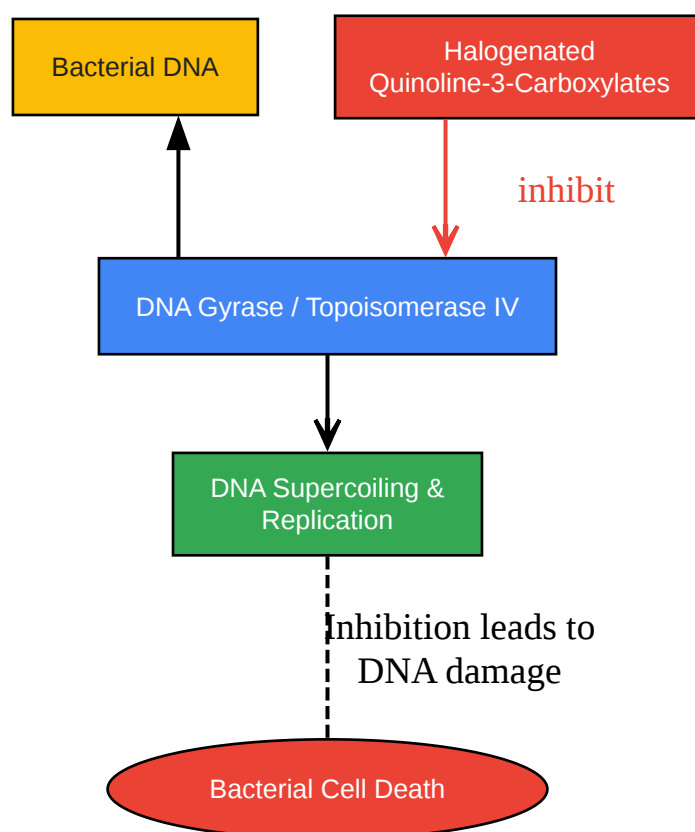 Bacterial DNA
Halogenated
Quinoline-3-Carboxylates
inhibit
DNA Gyrase / Topoisomerase IV
DNA Supercoiling &
Replication
Inhibition leads to
DNA damage
Bacterial Cell Death